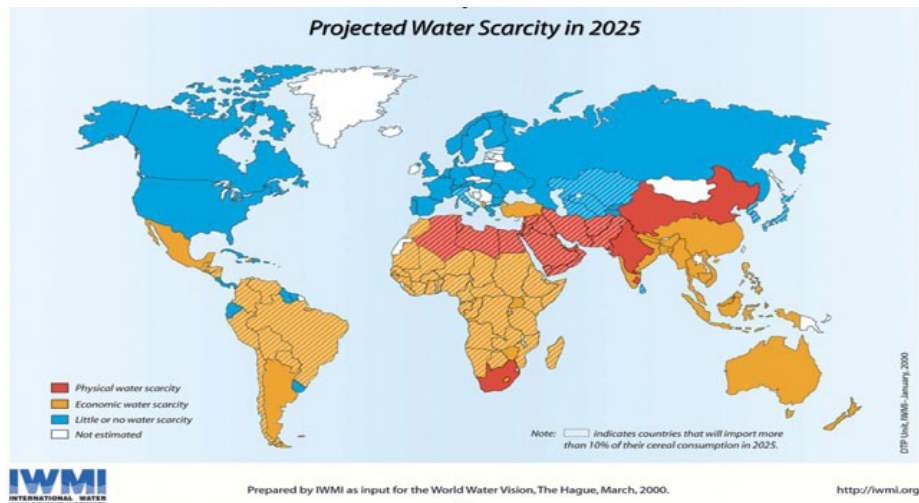 Projected Water Scarcity in 2025
Physical water scarcity
Economic water scarcity
Little or no water scarcity
Not estimated
Note: indicates countries that will import more
than 10% of their cereal consumption in 2025.
DTP Unit, IWMI- January, 2000
IWMI
INTERNATIONAL WATER
Prepared by IWMI as input for the World Water Vision, The Hague, March, 2000.
http://iwmi.org